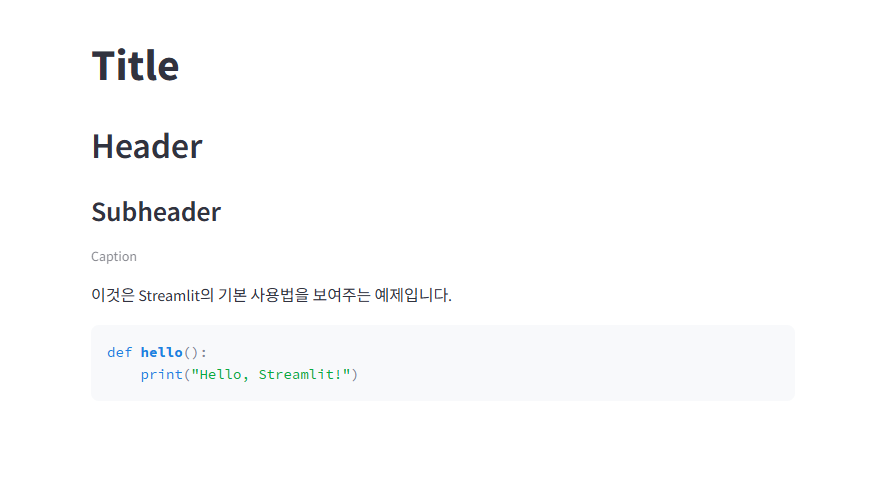 Title
Header
Subheader
Caption
이것은 Streamlit의 기본 사용법을 보여주는 예제입니다.
def hello():
    print("Hello, Streamlit!")